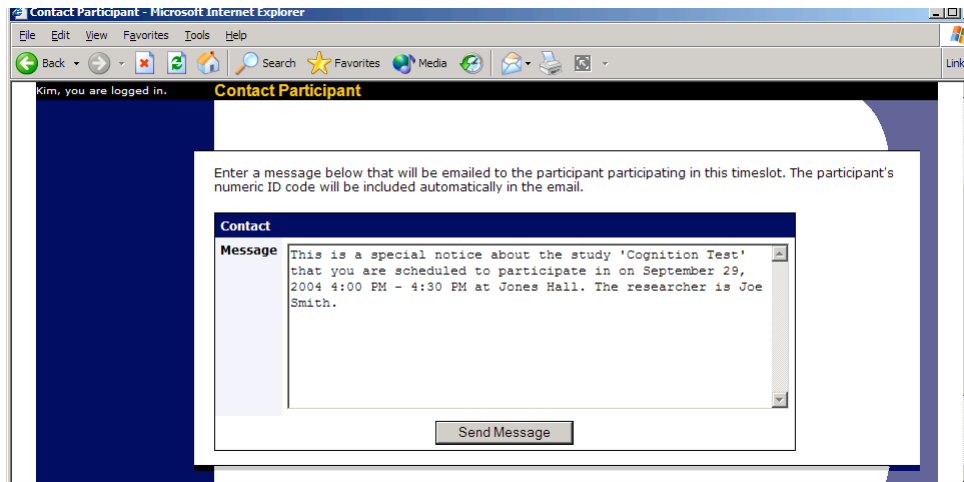 Contact Participant - Microsoft Internet Explorer
File Edit View Favorites Tools Help
Back Search Favorites Media Link
Kim, you are logged in. Contact Participant
Enter a message below that will be emailed to the participant participating in this timeslot. The participant's
numeric ID code will be included automatically in the email.
Contact
Message
This is a special notice about the study 'Cognition Test'
that you are scheduled to participate in on September 29,
2004 4:00 PM - 4:30 PM at Jones Hall. The researcher is Joe
Smith.
Send Message